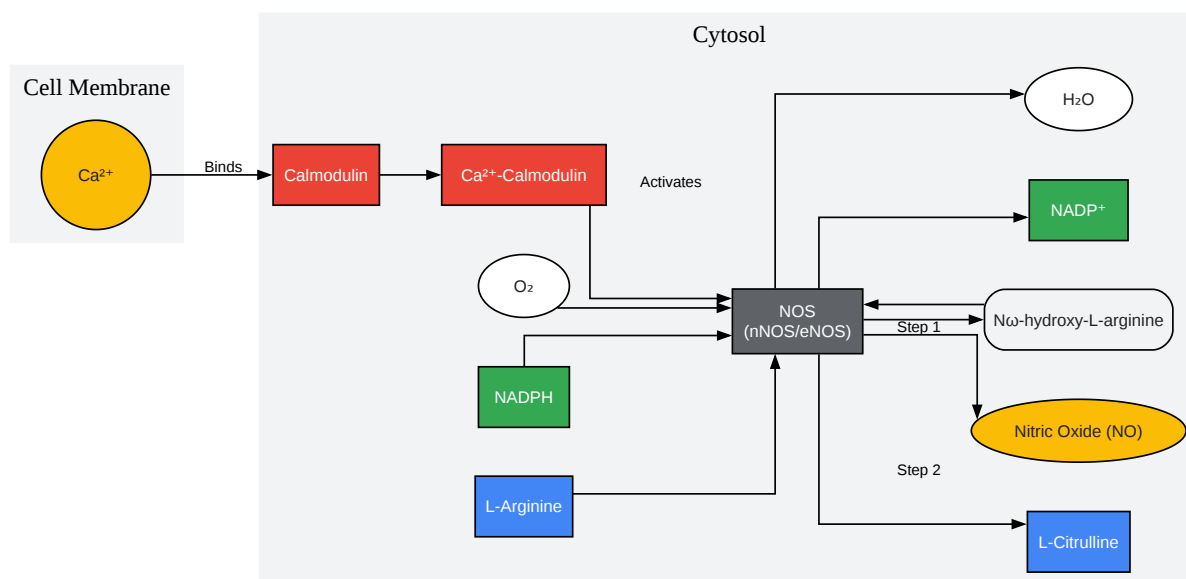 Cytosol
Cell Membrane
H₂O
Ca²⁺
Binds
Calmodulin
Ca²⁺-Calmodulin
Activates
NADP⁺
O₂
NOS
(nNOS/eNOS)
Nω-hydroxy-L-arginine
Step 1
NADPH
Nitric Oxide (NO)
Step 2
L-Arginine
L-Citrulline